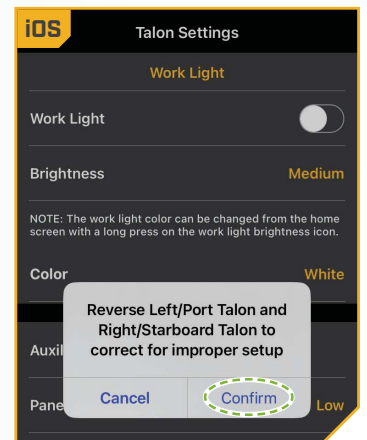 iOS
Talon Settings
Work Light
Work Light
Brightness Medium
NOTE: The work light color can be changed from the home
screen with a long press on the work light brightness icon.
Color White
Reverse Left/Port Talon and
Right/Starboard Talon to
correct for improper setup
Auxil
Cancel Confirm
Pane Low